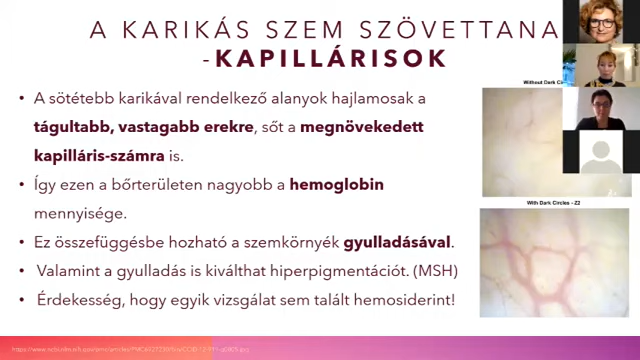 A KARIKÁS SZEM SZÖVETTANA
-KAPILLÁRISOK
• A sötétebb karikával rendelkező alanyok hajlamosak a
tágultabb, vastagabb erekre, sőt a megnövekedett
kapilláris-számra is.
• Így ezen a bőrterületen nagyobb a hemoglobin
mennyisége.
• Ez összefüggésbe hozható a szemkörnyék gyulladásával.
• Valamint a gyulladás is kiválthat hiperpigmentációt. (MSH)
• Érdekesség, hogy egyik vizsgálat sem talált hemosiderint!
Without Dark
With Dark Circles - Z2